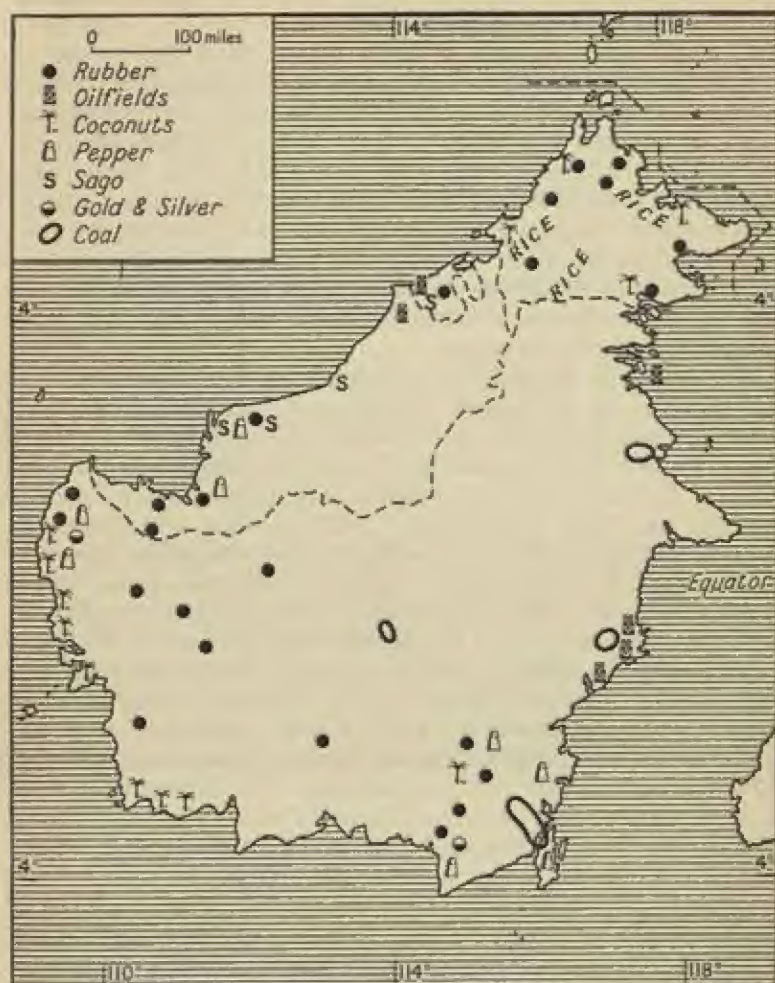 114° 118°
0 100 miles
Rubber
Oilfields
Coconuts
Pepper
S Sago
Gold & Silver
Coal
RICE
RICE
RICE
4° 4°
S
S S
Equator
4° 4°
110° 114° 118°